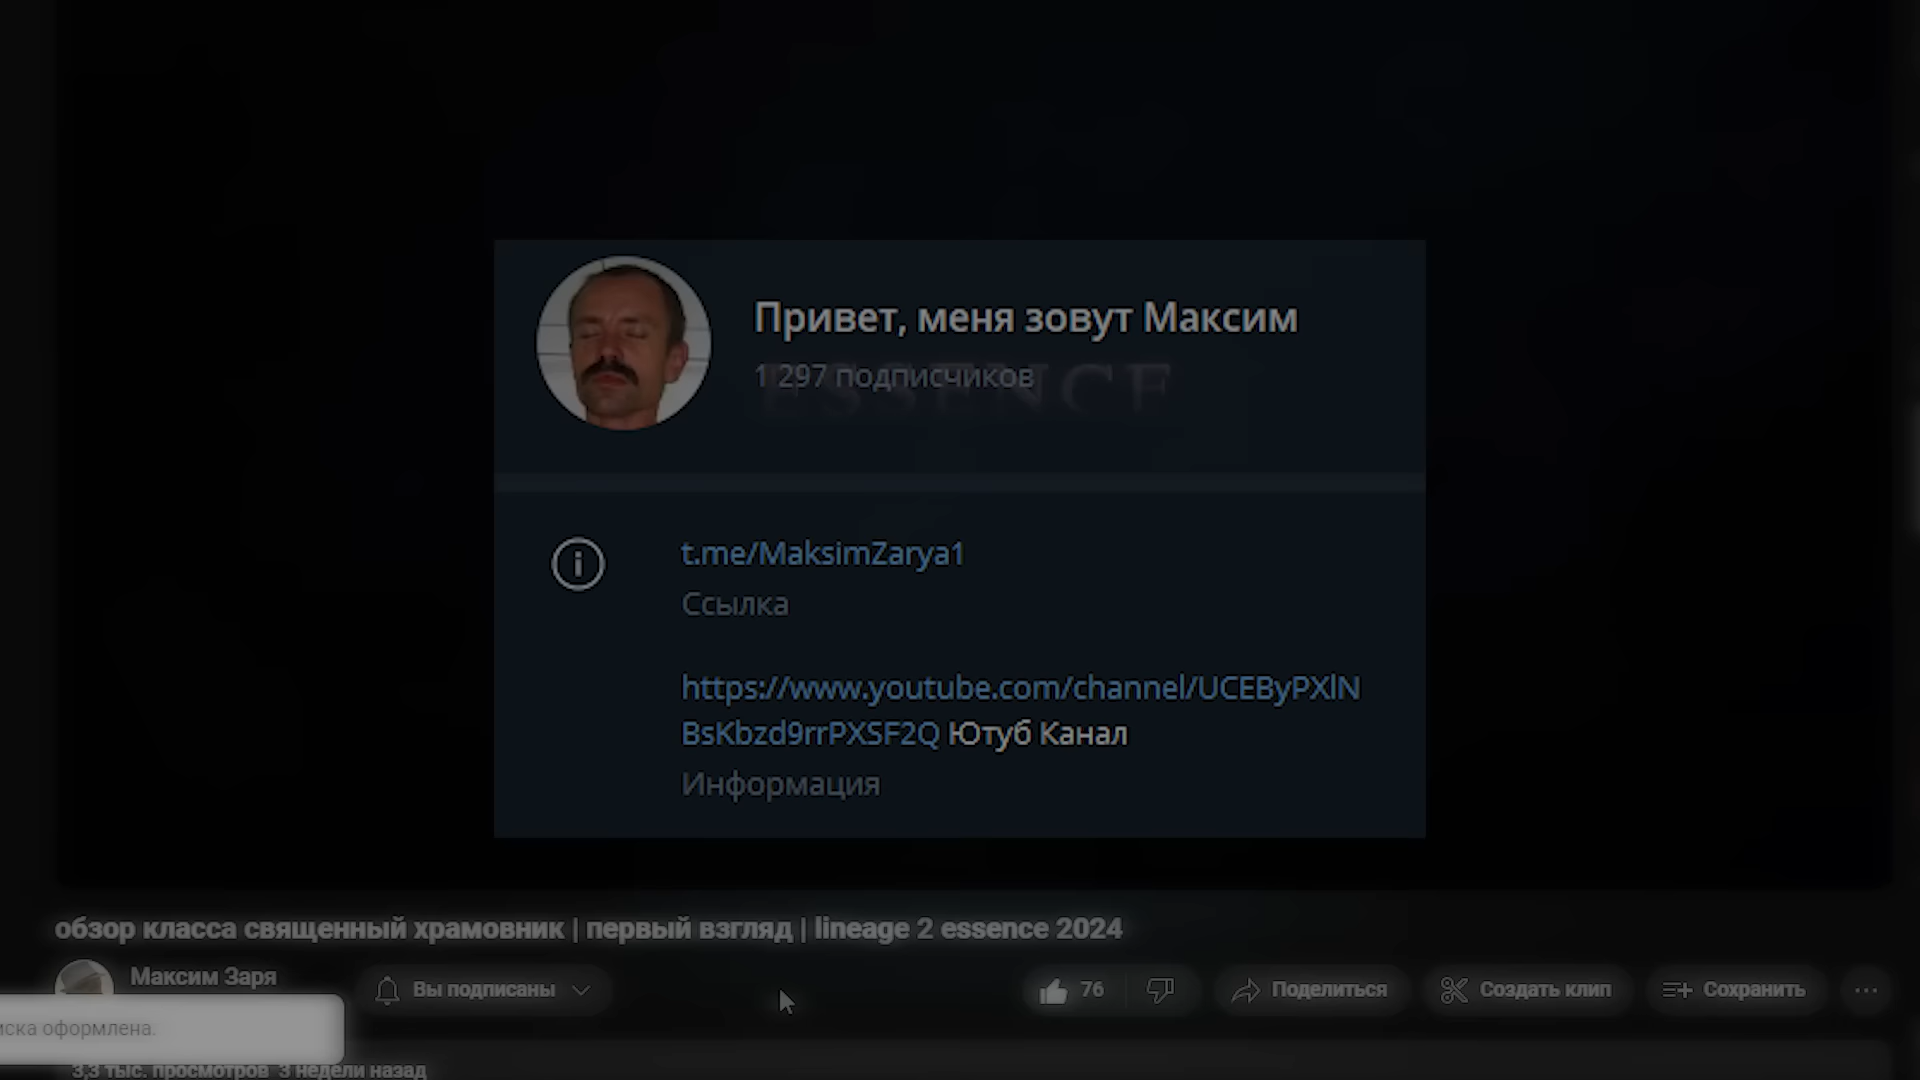 Привет, меня зовут Максим
1 297 подписчиков
ESSENCE
t.me/MaksimZarya1
Ссылка
https://www.youtube.com/channel/UCEByPXlN
BsKbzd9rrPXSF2Q Ютуб Канал
Информация
обзор класса священный храмовник | первый взгляд | lineage 2 essence 2024
Максим Заря
Вы подписаны
76
Поделиться
Создать клип
Сохранить
оформлена.
3,3 тыс. просмотров 3 недели назад